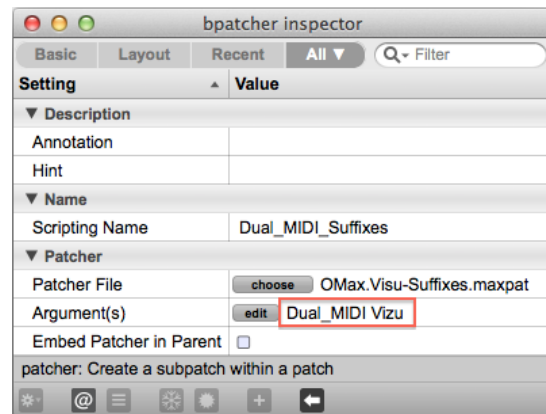 bpatcher inspector
Basic Layout Recent All ▼ Filter
Setting Value
▼ Description
Annotation
Hint
▼ Name
Scripting Name Dual_MIDI_Suffixes
▼ Patcher
Patcher File choose OMax.Visu-Suffixes.maxpat
Argument(s) edit Dual_MIDI Vizu
Embed Patcher in Parent
patcher: Create a subpatch within a patch
@